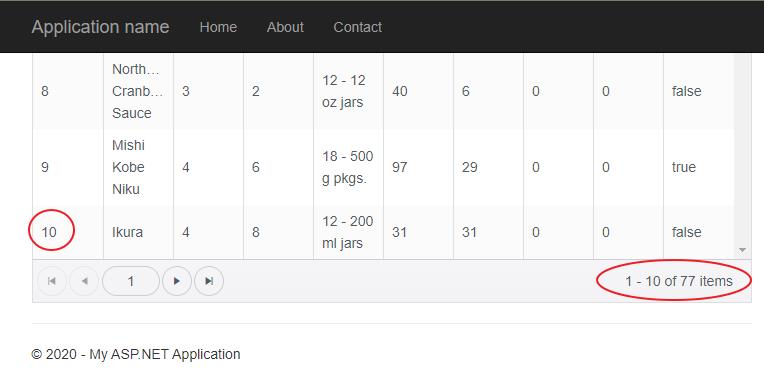 Application name Home About Contact
8 North… Cranb… Sauce 3 2 12 - 12 oz jars 40 6 0 0 false
9 Mishi Kobe Niku 4 6 18 - 500 g pkgs. 97 29 0 0 true
10 Ikura 4 8 12 - 200 ml jars 31 31 0 0 false
1 1 - 10 of 77 items
© 2020 - My ASP.NET Application